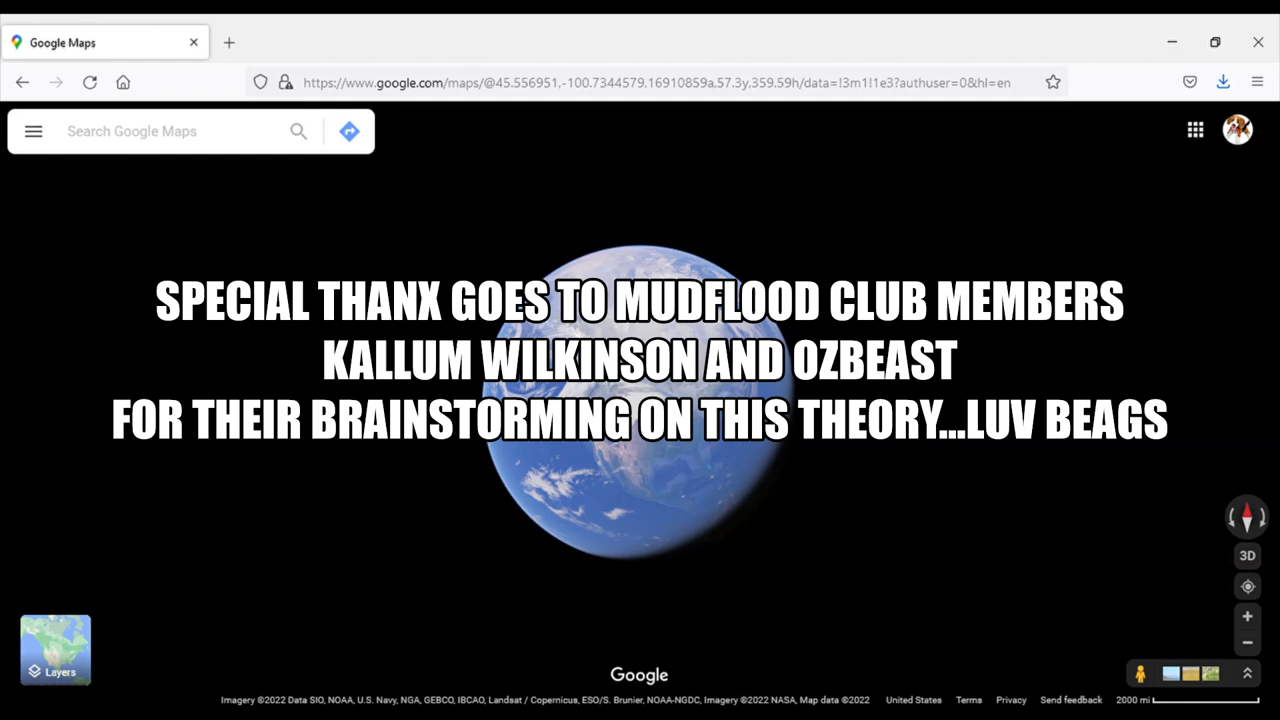 Google Maps
https://www.google.com/maps/@45.556951,-100.7344579,16910859a,57.3y,359.59h/data=!3m1!1e3?authuser=0&hl=en
Search Google Maps
SPECIAL THANX GOES TO MUDFLOOD CLUB MEMBERS
KALLUM WILKINSON AND OZBEAST
FOR THEIR BRAINSTORMING ON THIS THEORY...LUV BEAGS
3D
Layers
Google
Imagery ©2022 Data SIO, NOAA, U.S. Navy, NGA, GEBCO, IBCAO, Landsat / Copernicus, ESO/S. Brunier, NOAA-NGDC, Imagery ©2022 NASA, Map data ©2022 United States Terms Privacy Send feedback 2000 mi